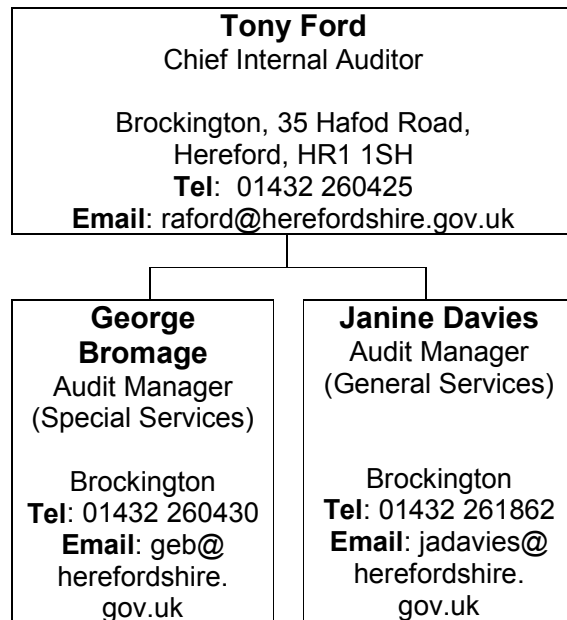 Tony Ford
Chief Internal Auditor
Brockington, 35 Hafod Road,
Hereford, HR1 1SH
Tel: 01432 260425
Email: raford@herefordshire.gov.uk
George
Bromage
Audit Manager
(Special Services)
Brockington
Tel: 01432 260430
Email: geb@
herefordshire.
gov.uk
Janine Davies
Audit Manager
(General Services)
Brockington
Tel: 01432 261862
Email: jadavies@
herefordshire.
gov.uk